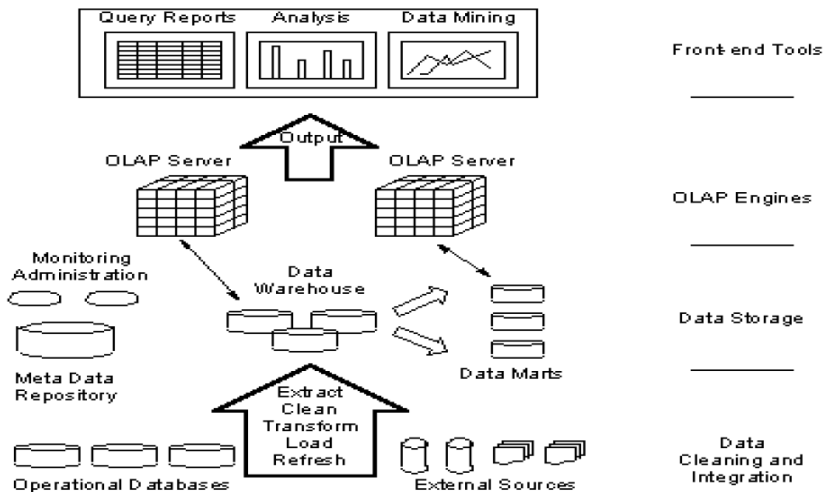 Query Reports
Analysis
Data Mining
Front-end Tools
Output
OLAP Server
OLAP Server
OLAP Engines
Monitoring
Administration
Data
Warehouse
Data Storage
Meta Data
Repository
Data Marts
Extract
Clean
Transform
Load
Refresh
Operational Databases
External Sources
Data
Cleaning and
Integration